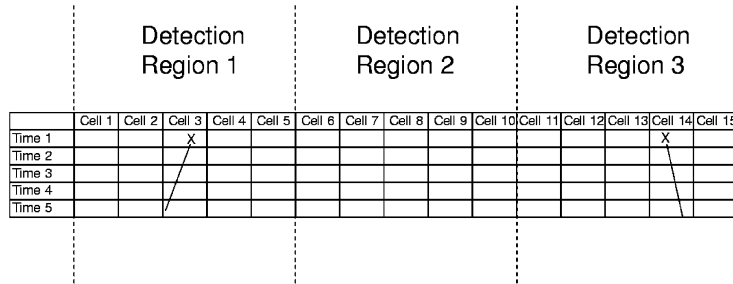 Detection Region 1
Detection Region 2
Detection Region 3
Cell 1 Cell 2 Cell 3 Cell 4 Cell 5 Cell 6 Cell 7 Cell 8 Cell 9 Cell 10 Cell 11 Cell 12 Cell 13 Cell 14 Cell 15
Time 1 X X
Time 2
Time 3
Time 4
Time 5